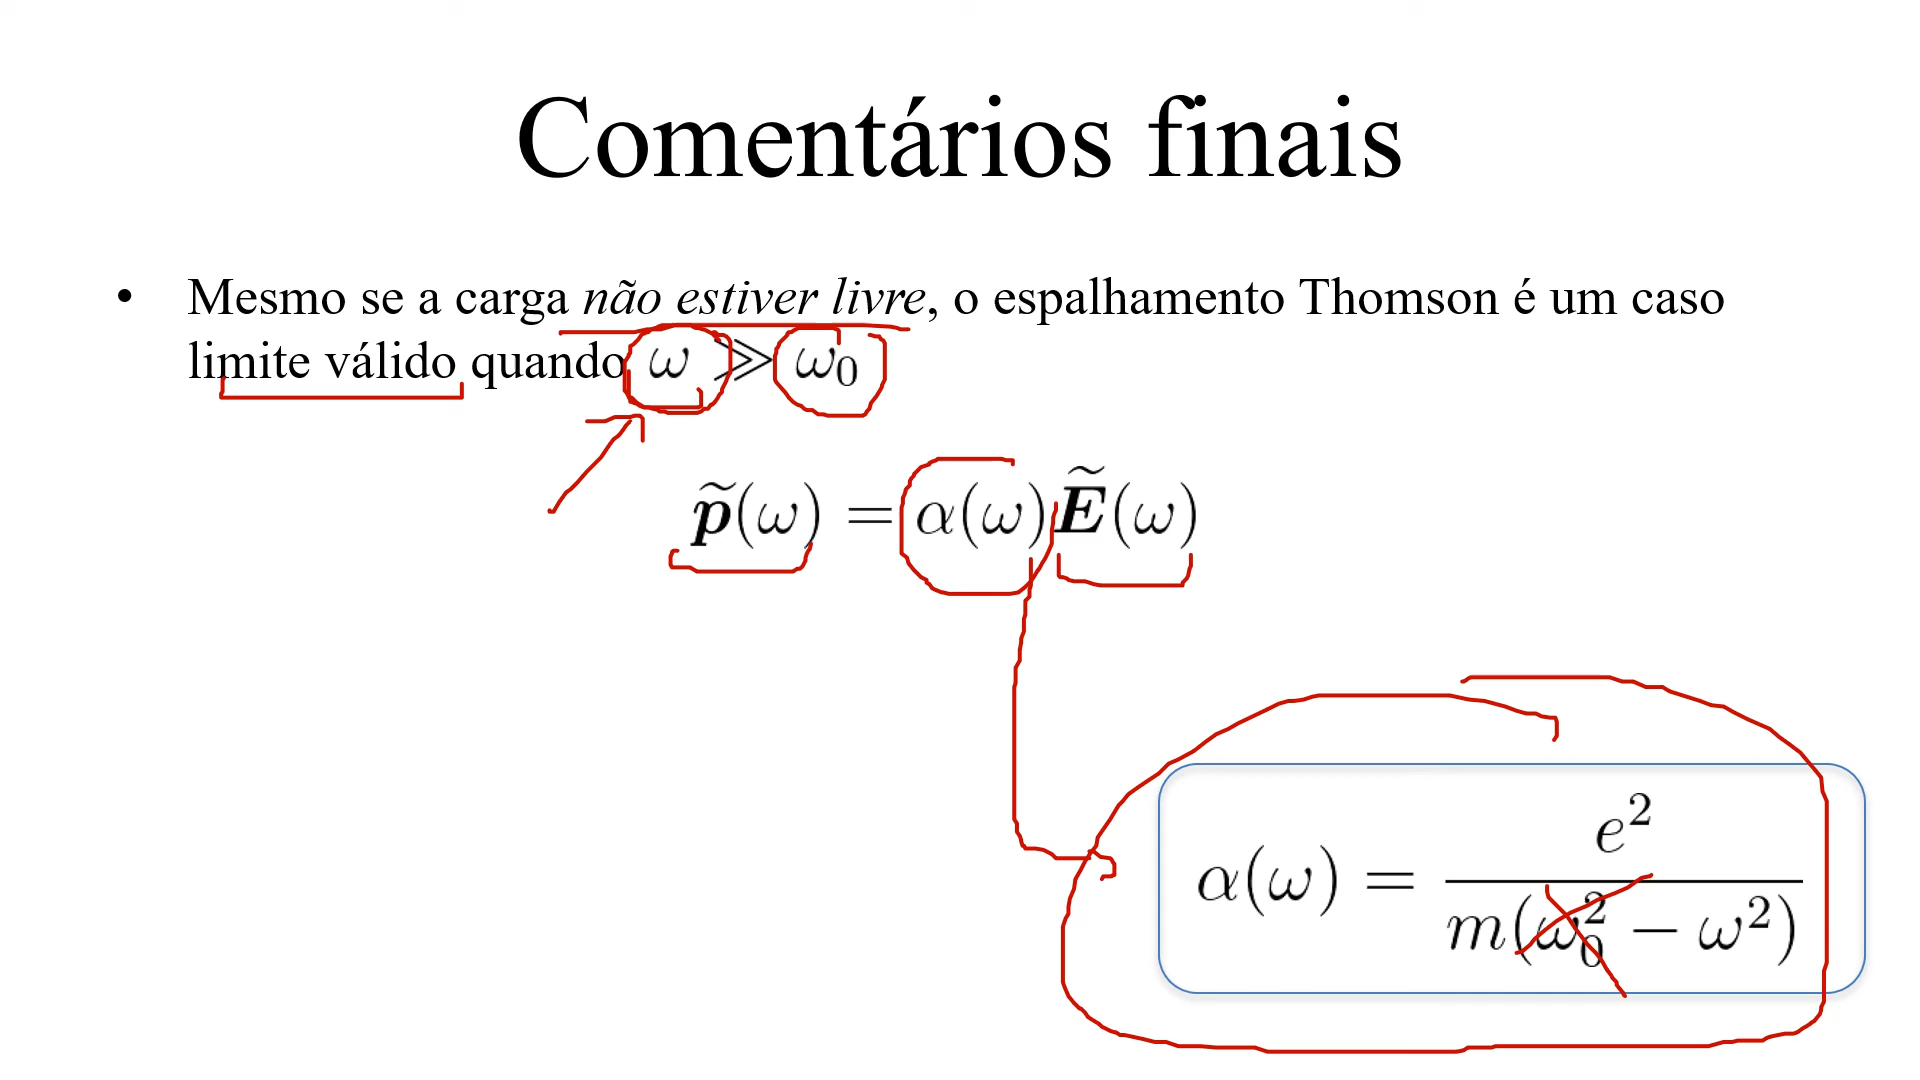 Comentários finais
• Mesmo se a carga não estiver livre, o espalhamento Thomson é um caso
limite válido quando ω ≫ ω₀
p̃(ω) = α(ω)Ẽ(ω)
α(ω) = e² / m(ω₀² − ω²)